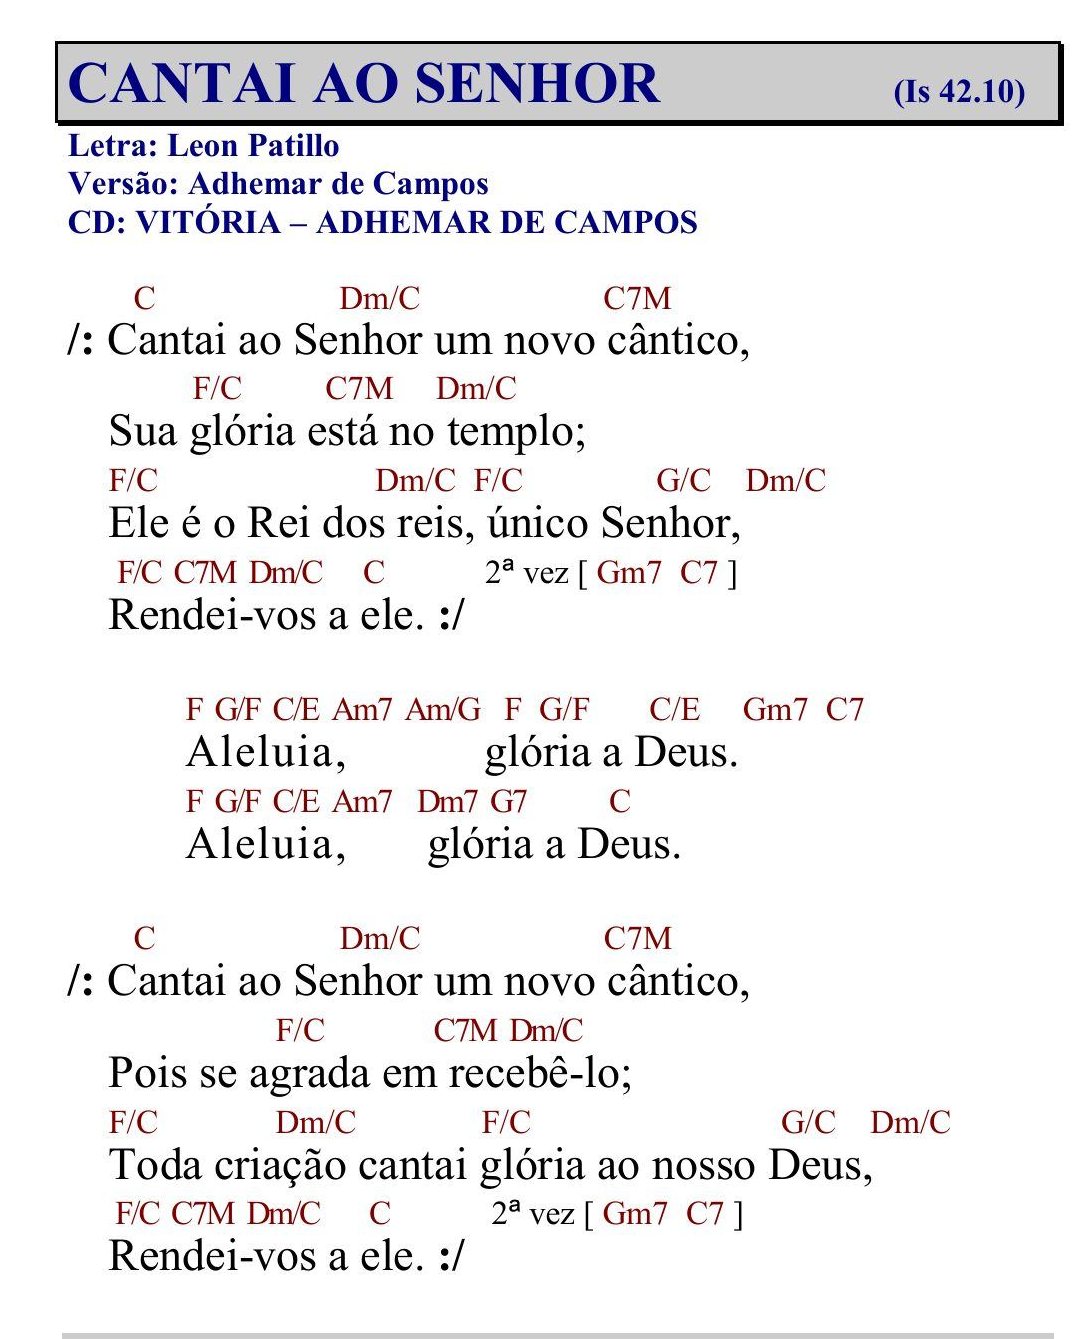 CANTAI AO SENHOR (Is 42.10)
Letra: Leon Patillo
Versão: Adhemar de Campos
CD: VITÓRIA – ADHEMAR DE CAMPOS
C Dm/C C7M
/: Cantai ao Senhor um novo cântico,
F/C C7M Dm/C
Sua glória está no templo;
F/C Dm/C F/C G/C Dm/C
Ele é o Rei dos reis, único Senhor,
F/C C7M Dm/C C 2ª vez [ Gm7 C7 ]
Rendei-vos a ele. :/
F G/F C/E Am7 Am/G F G/F C/E Gm7 C7
Aleluia, glória a Deus.
F G/F C/E Am7 Dm7 G7 C
Aleluia, glória a Deus.
C Dm/C C7M
/: Cantai ao Senhor um novo cântico,
F/C C7M Dm/C
Pois se agrada em recebê-lo;
F/C Dm/C F/C G/C Dm/C
Toda criação cantai glória ao nosso Deus,
F/C C7M Dm/C C 2ª vez [ Gm7 C7 ]
Rendei-vos a ele. :/